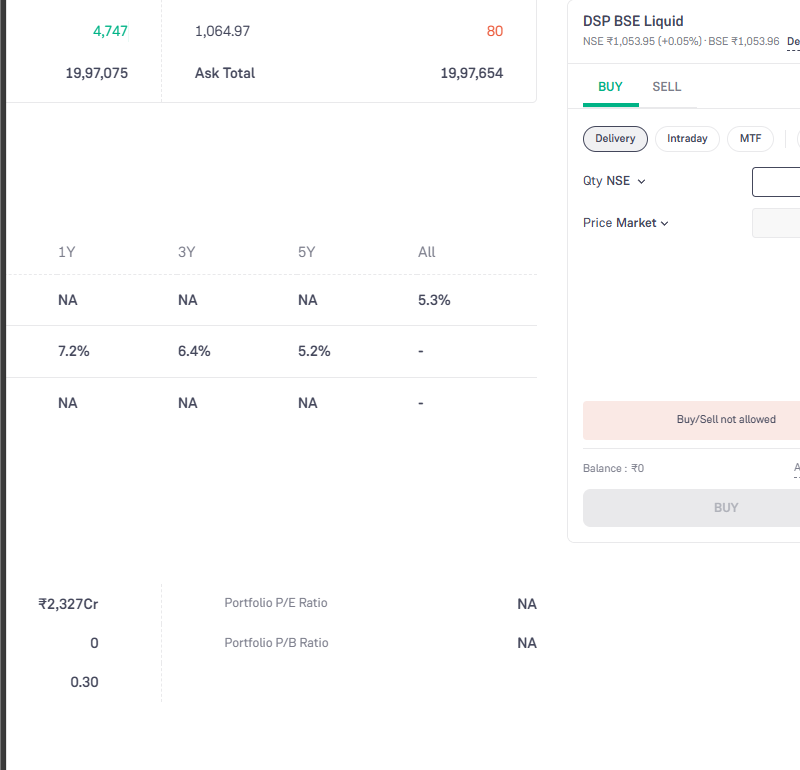 4,747 1,064.97 80
19,97,075 Ask Total 19,97,654
1Y 3Y 5Y All
NA NA NA 5.3%
7.2% 6.4% 5.2% -
NA NA NA -
₹2,327Cr Portfolio P/E Ratio NA
0 Portfolio P/B Ratio NA
0.30
DSP BSE Liquid
NSE ₹1,053.95 (+0.05%) · BSE ₹1,053.96 De
BUY SELL
Delivery Intraday MTF
Qty NSE
Price Market
Buy/Sell not allowed
Balance : ₹0 A
BUY